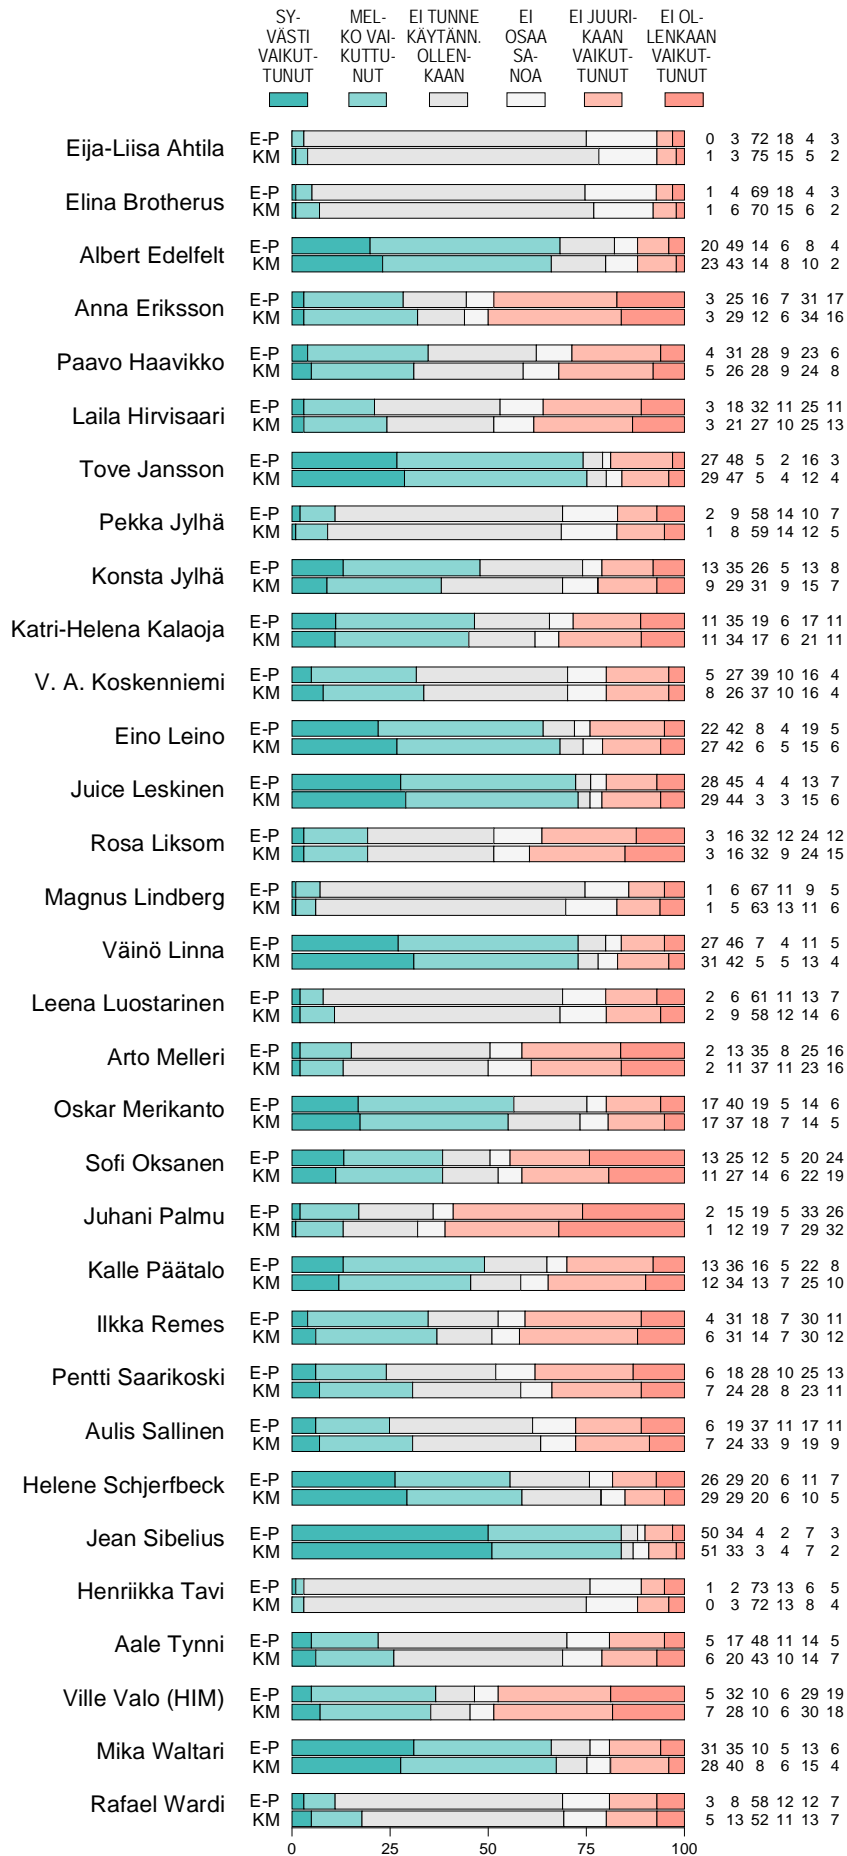 SY- MEL- EI TUNNE EI EI JUURI- EI OL-
VÄSTI KO VAI- KÄYTÄNN. OSAA KAAN LENKAAN
VAIKUT- KUTTU- OLLEN- SA- VAIKUT- VAIKUT-
TUNUT NUT KAAN NOA TUNUT TUNUT
Eija-Liisa Ahtila
E-P 0 3 72 18 4 3
KM 1 3 75 15 5 2
Elina Brotherus
E-P 1 4 69 18 4 3
KM 1 6 70 15 6 2
Albert Edelfelt
E-P 20 49 14 6 8 4
KM 23 43 14 8 10 2
Anna Eriksson
E-P 3 25 16 7 31 17
KM 3 29 12 6 34 16
Paavo Haavikko
E-P 4 31 28 9 23 6
KM 5 26 28 9 24 8
Laila Hirvisaari
E-P 3 18 32 11 25 11
KM 3 21 27 10 25 13
Tove Jansson
E-P 27 48 5 2 16 3
KM 29 47 5 4 12 4
Pekka Jylhä
E-P 2 9 58 14 10 7
KM 1 8 59 14 12 5
Konsta Jylhä
E-P 13 35 26 5 13 8
KM 9 29 31 9 15 7
Katri-Helena Kalaoja
E-P 11 35 19 6 17 11
KM 11 34 17 6 21 11
V. A. Koskenniemi
E-P 5 27 39 10 16 4
KM 8 26 37 10 16 4
Eino Leino
E-P 22 42 8 4 19 5
KM 27 42 6 5 15 6
Juice Leskinen
E-P 28 45 4 4 13 7
KM 29 44 3 3 15 6
Rosa Liksom
E-P 3 16 32 12 24 12
KM 3 16 32 9 24 15
Magnus Lindberg
E-P 1 6 67 11 9 5
KM 1 5 63 13 11 6
Väinö Linna
E-P 27 46 7 4 11 5
KM 31 42 5 5 13 4
Leena Luostarinen
E-P 2 6 61 11 13 7
KM 2 9 58 12 14 6
Arto Melleri
E-P 2 13 35 8 25 16
KM 2 11 37 11 23 16
Oskar Merikanto
E-P 17 40 19 5 14 6
KM 17 37 18 7 14 5
Sofi Oksanen
E-P 13 25 12 5 20 24
KM 11 27 14 6 22 19
Juhani Palmu
E-P 2 15 19 5 33 26
KM 1 12 19 7 29 32
Kalle Päätalo
E-P 13 36 16 5 22 8
KM 12 34 13 7 25 10
Ilkka Remes
E-P 4 31 18 7 30 11
KM 6 31 14 7 30 12
Pentti Saarikoski
E-P 6 18 28 10 25 13
KM 7 24 28 8 23 11
Aulis Sallinen
E-P 6 19 37 11 17 11
KM 7 24 33 9 19 9
Helene Schjerfbeck
E-P 26 29 20 6 11 7
KM 29 29 20 6 10 5
Jean Sibelius
E-P 50 34 4 2 7 3
KM 51 33 3 4 7 2
Henriikka Tavi
E-P 1 2 73 13 6 5
KM 0 3 72 13 8 4
Aale Tynni
E-P 5 17 48 11 14 5
KM 6 20 43 10 14 7
Ville Valo (HIM)
E-P 5 32 10 6 29 19
KM 7 28 10 6 30 18
Mika Waltari
E-P 31 35 10 5 13 6
KM 28 40 8 6 15 4
Rafael Wardi
E-P 3 8 58 12 12 7
KM 5 13 52 11 13 7
0 25 50 75 100